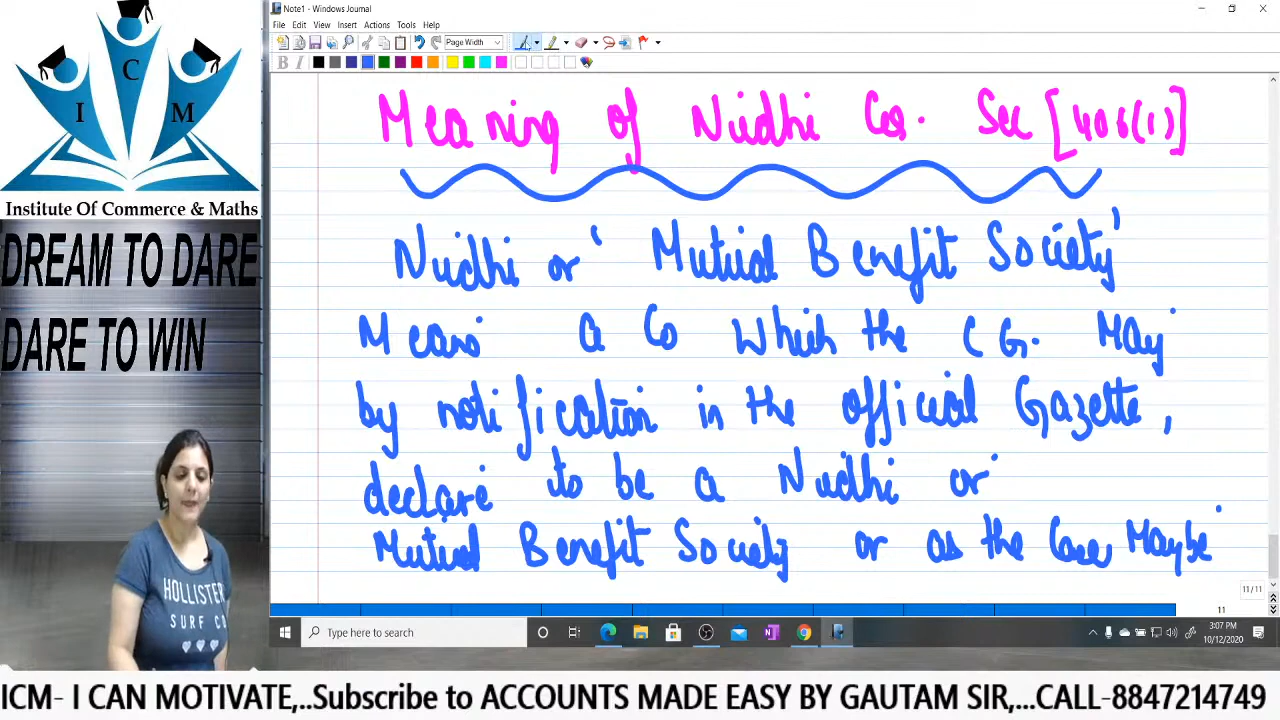 I C M
Institute Of Commerce & Maths
DREAM TO DARE
DARE TO WIN
HOLLISTER
SURF CO
Note1 - Windows Journal
File Edit View Insert Actions Tools Help
Page Width
B I
Meaning of Nidhi Co. Sec [406(1)]
Nidhi or ' Mutual Benefit Society'
Means a Co Which the C G. May
by notification in the official Gazette,
declare to be a Nidhi or
Mutual Benefit Society or as the Case Maybe
11/11
11
Type here to search
3:07 PM
10/12/2020
ICM- I CAN MOTIVATE,..Subscribe to ACCOUNTS MADE EASY BY GAUTAM SIR,...CALL-8847214749